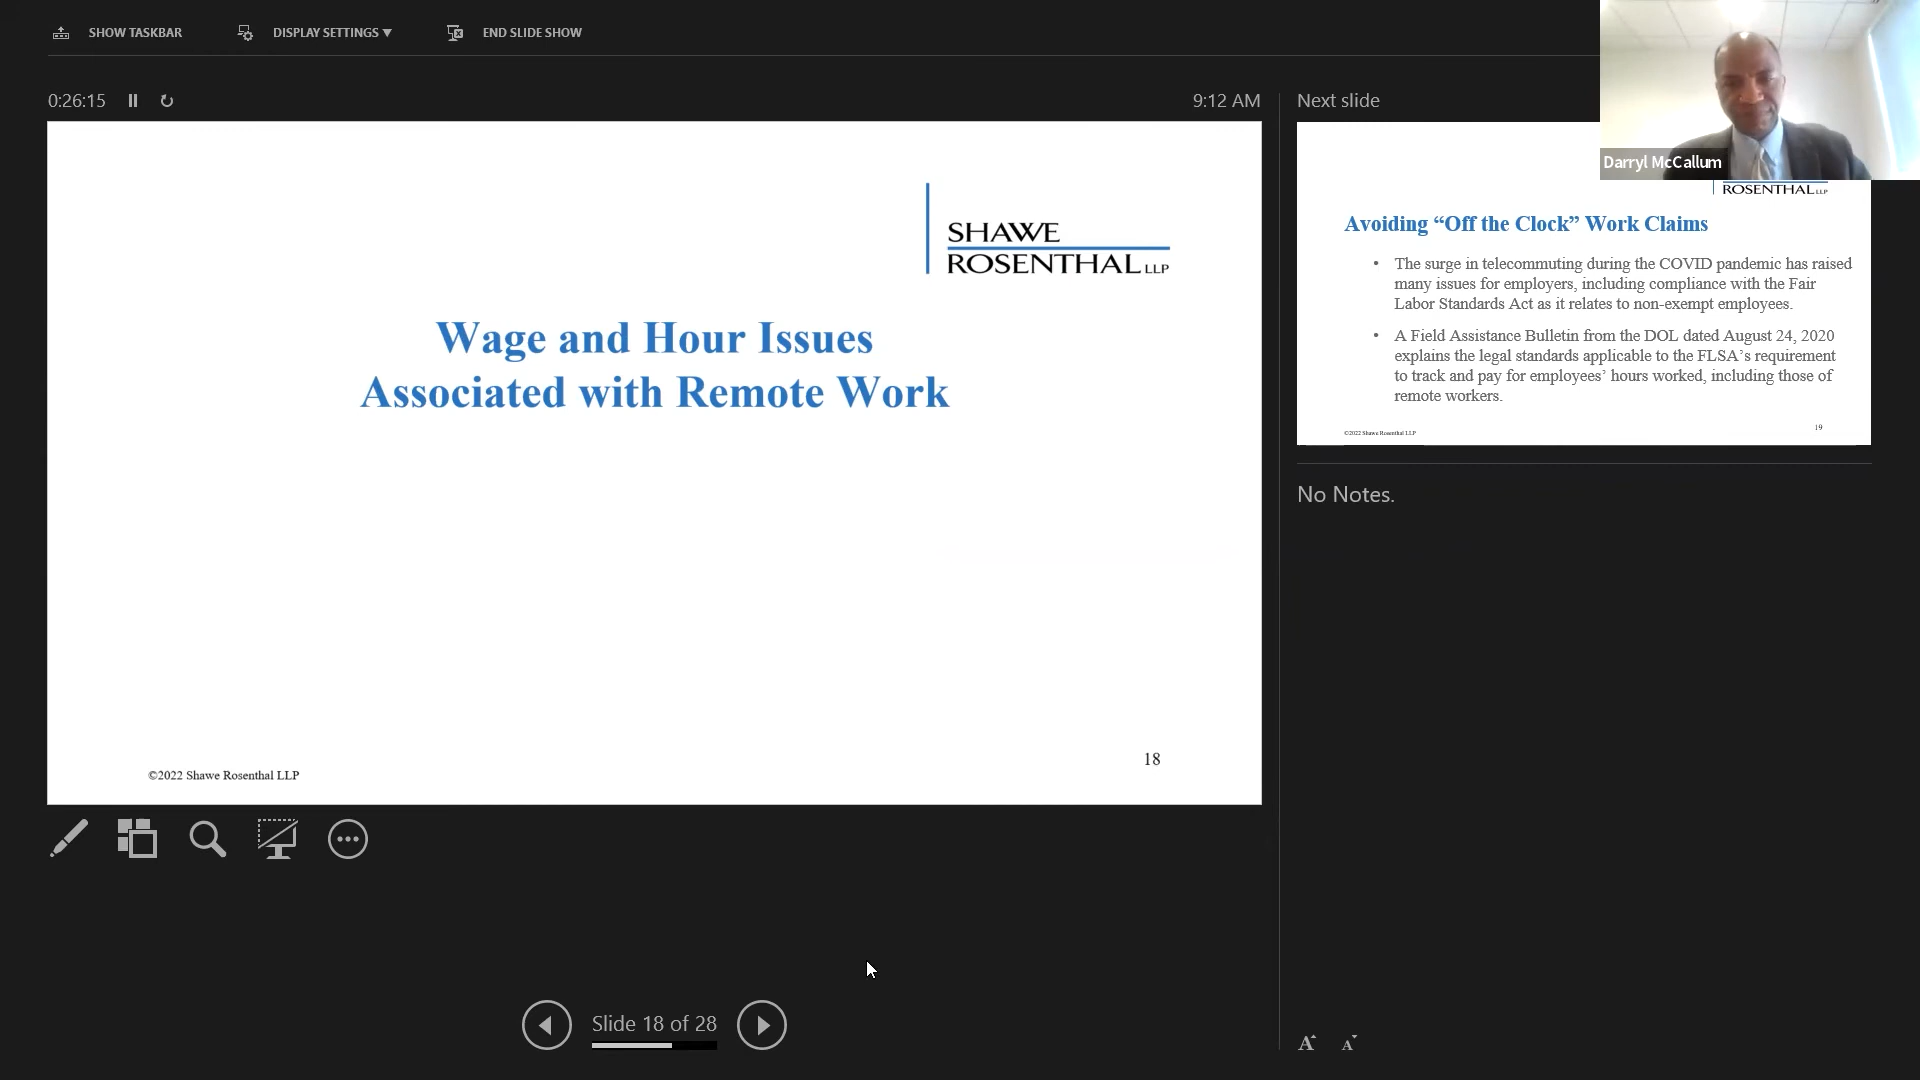 SHOW TASKBAR
DISPLAY SETTINGS ▼
END SLIDE SHOW
0:26:15
9:12 AM
SHAWE
ROSENTHAL LLP
Wage and Hour Issues
Associated with Remote Work
©2022 Shawe Rosenthal LLP
18
Slide 18 of 28
Next slide
Darryl McCallum
ROSENTHAL LLP
Avoiding “Off the Clock” Work Claims
• The surge in telecommuting during the COVID pandemic has raised
many issues for employers, including compliance with the Fair
Labor Standards Act as it relates to non-exempt employees.
• A Field Assistance Bulletin from the DOL dated August 24, 2020
explains the legal standards applicable to the FLSA’s requirement
to track and pay for employees’ hours worked, including those of
remote workers.
©2022 Shawe Rosenthal LLP
19
No Notes.
A A